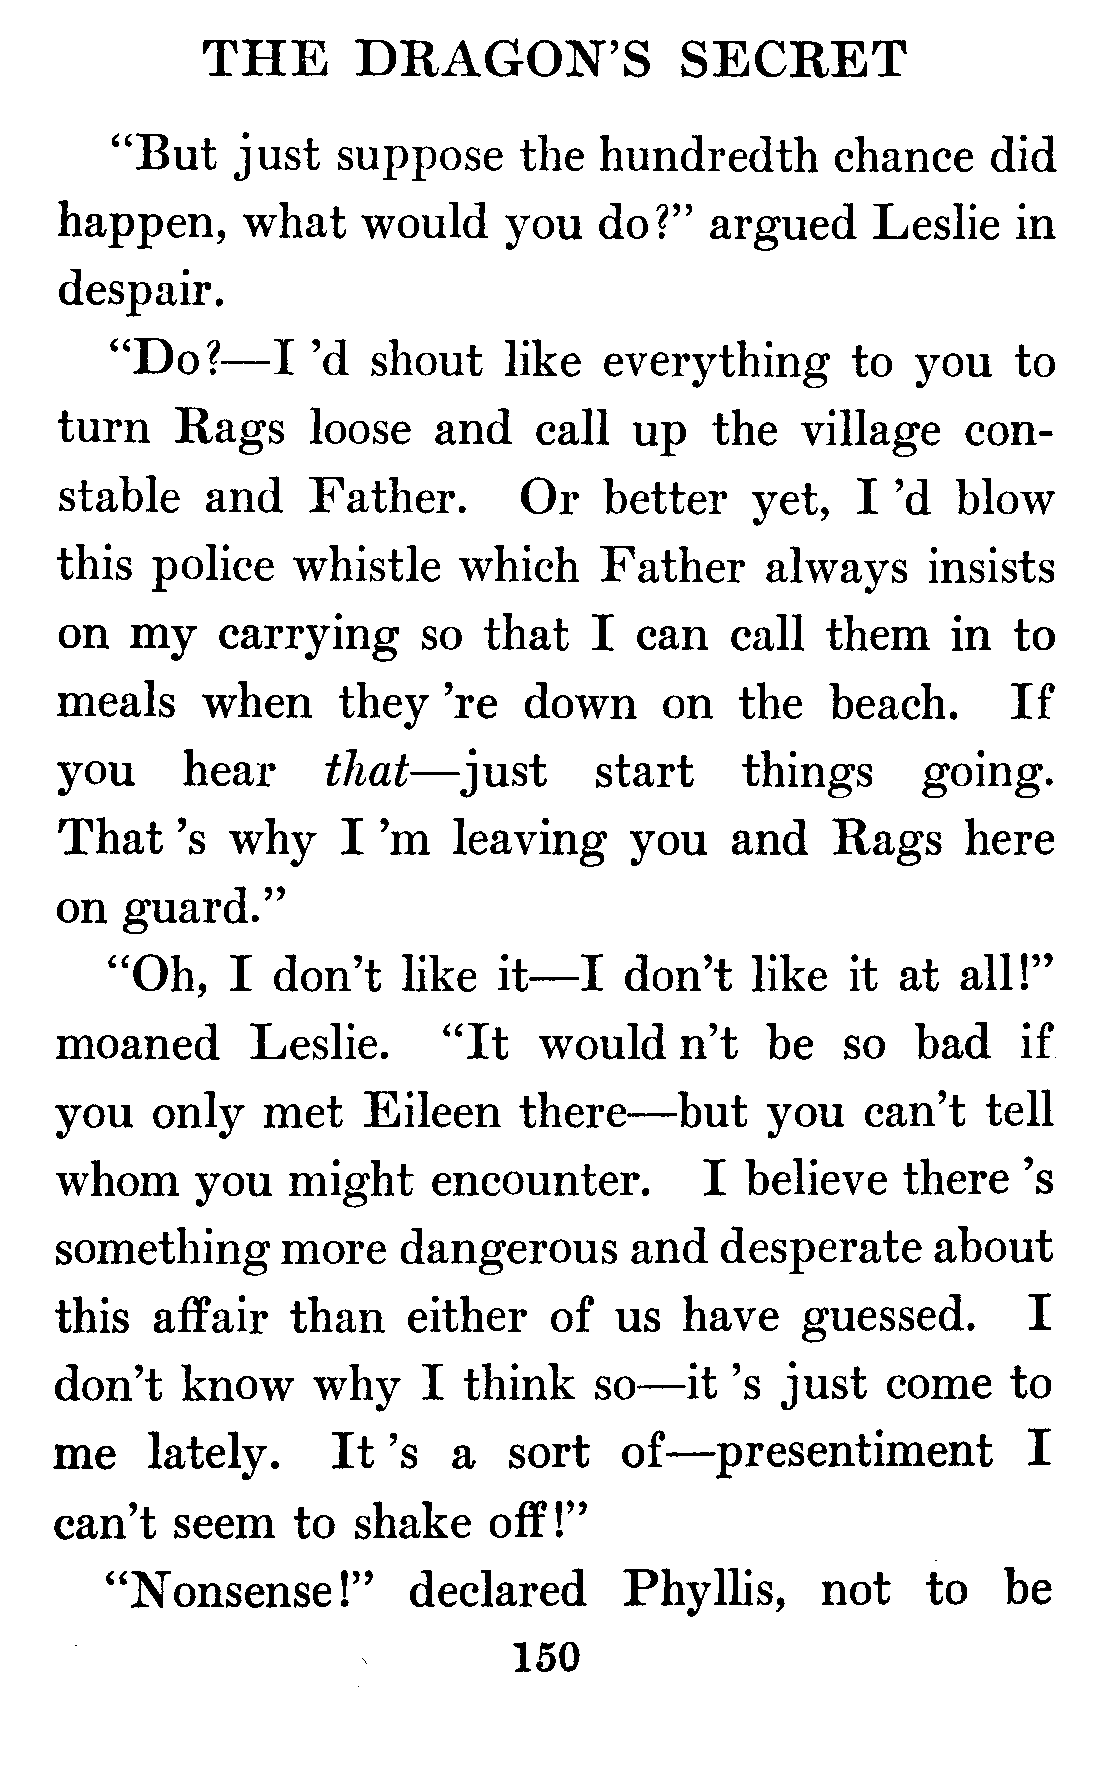 THE DRAGON'S SECRET
“But just suppose the hundredth chance did
happen, what would you do?” argued Leslie in
despair.
“Do?—I 'd shout like everything to you to
turn Rags loose and call up the village con-
stable and Father. Or better yet, I 'd blow
this police whistle which Father always insists
on my carrying so that I can call them in to
meals when they 're down on the beach. If
you hear that—just start things going.
That 's why I 'm leaving you and Rags here
on guard.”
“Oh, I don't like it—I don't like it at all!”
moaned Leslie. “It would n't be so bad if
you only met Eileen there—but you can't tell
whom you might encounter. I believe there 's
something more dangerous and desperate about
this affair than either of us have guessed. I
don't know why I think so—it 's just come to
me lately. It 's a sort of—presentiment I
can't seem to shake off!”
“Nonsense!” declared Phyllis, not to be
150